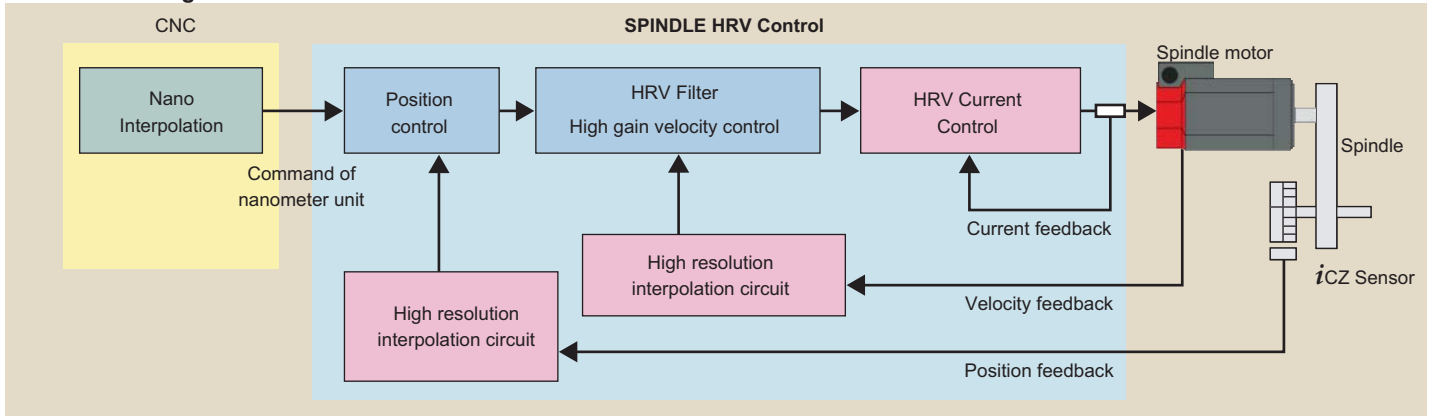 CNC
SPINDLE HRV Control
Nano
Interpolation
Position
control
HRV Filter
High gain velocity control
HRV Current
Control
Spindle motor
Spindle
Command of
nanometer unit
Current feedback
High resolution
interpolation circuit
Velocity feedback
iCZ Sensor
High resolution
interpolation circuit
Position feedback